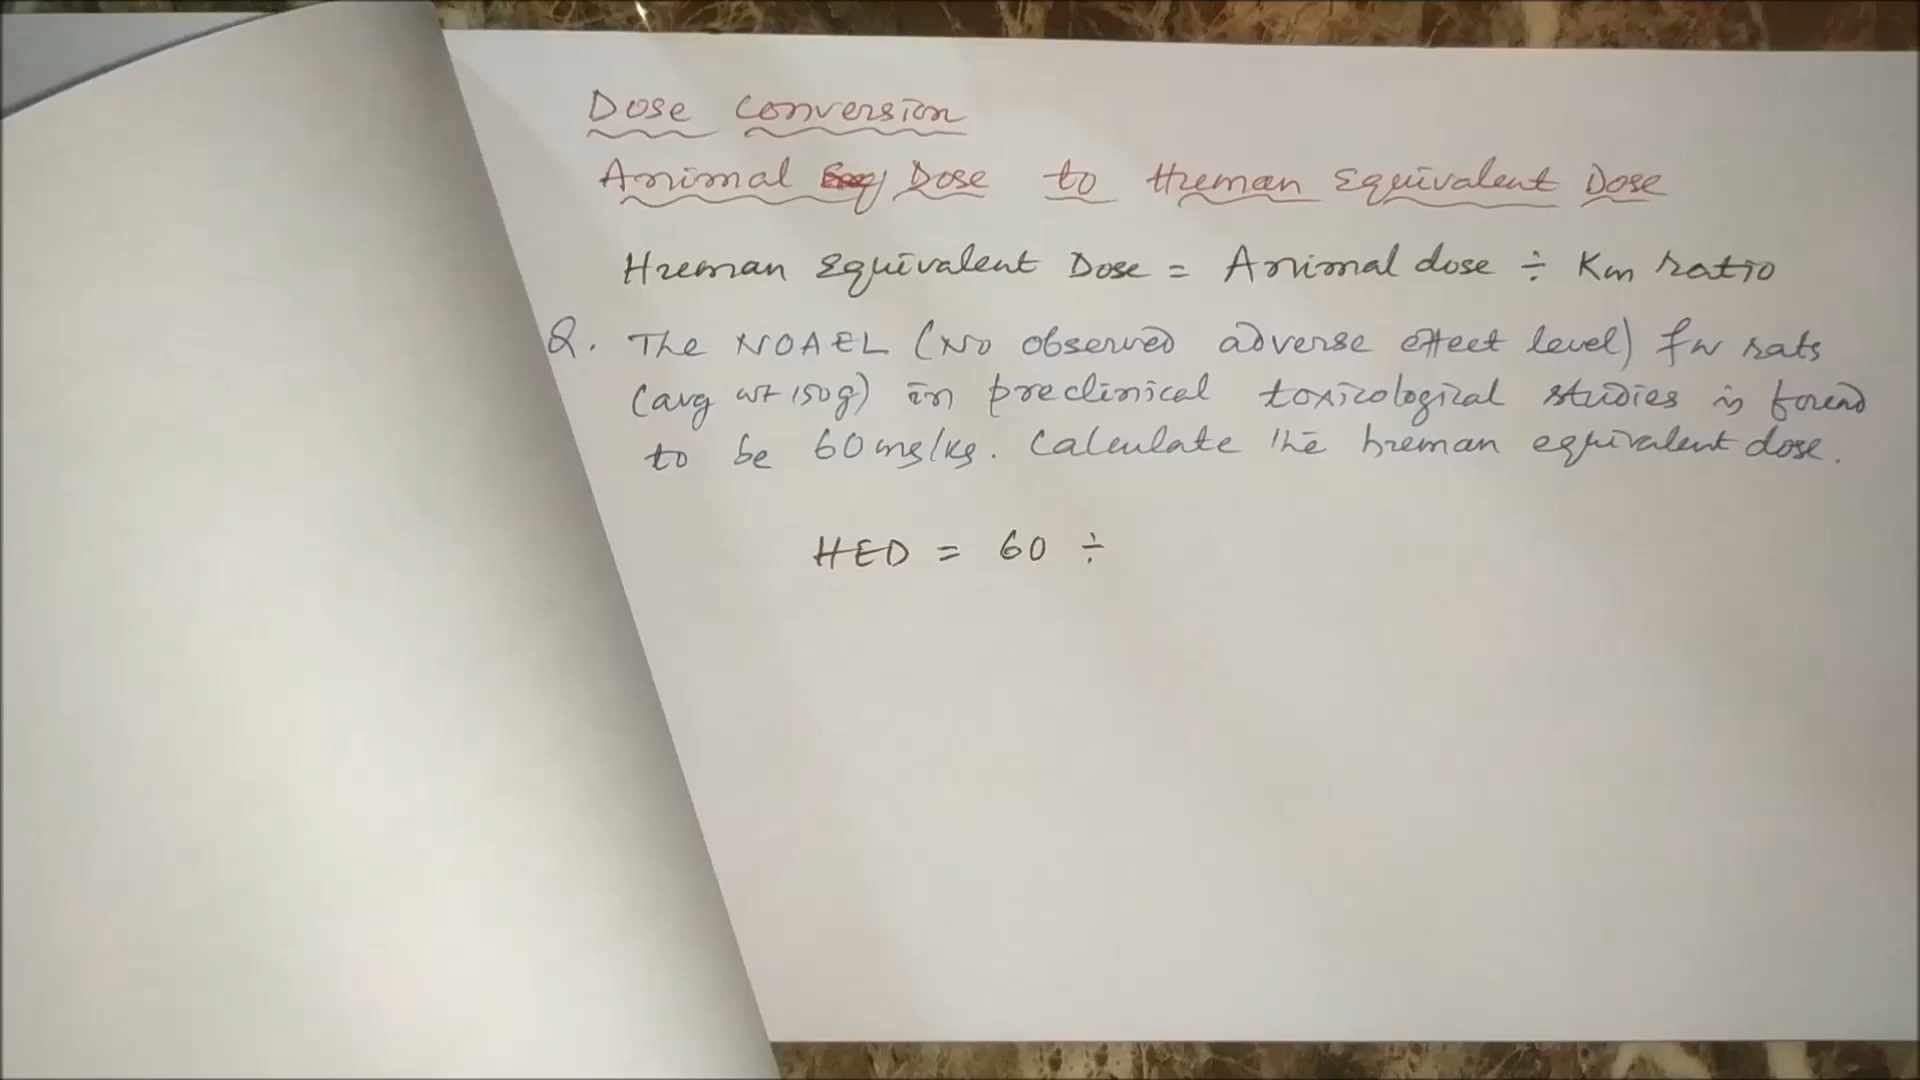 Dose Conversion
Animal Dose to Human Equivalent Dose
Human Equivalent Dose = Animal dose ÷ Km ratio
Q. The NOAEL (No observed adverse effect level) for rats
(avg wt 150g) in preclinical toxicological studies is found
to be 60 mg/kg. Calculate the human equivalent dose.
HED = 60 ÷